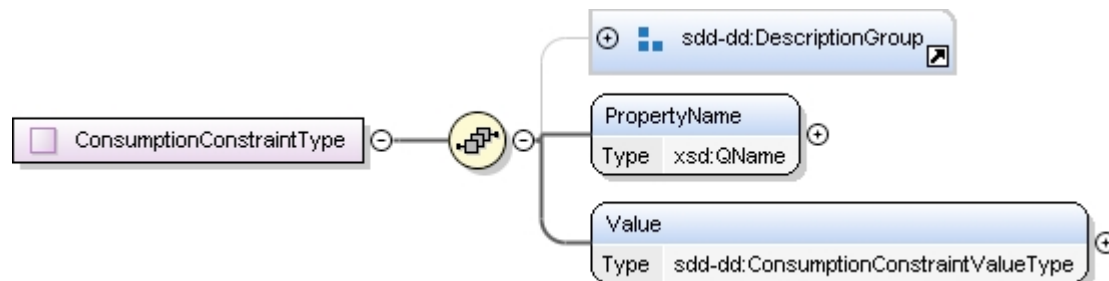 sdd-dd:DescriptionGroup
ConsumptionConstraintType
PropertyName
Type xsd:QName
Value
Type sdd-dd:ConsumptionConstraintValueType